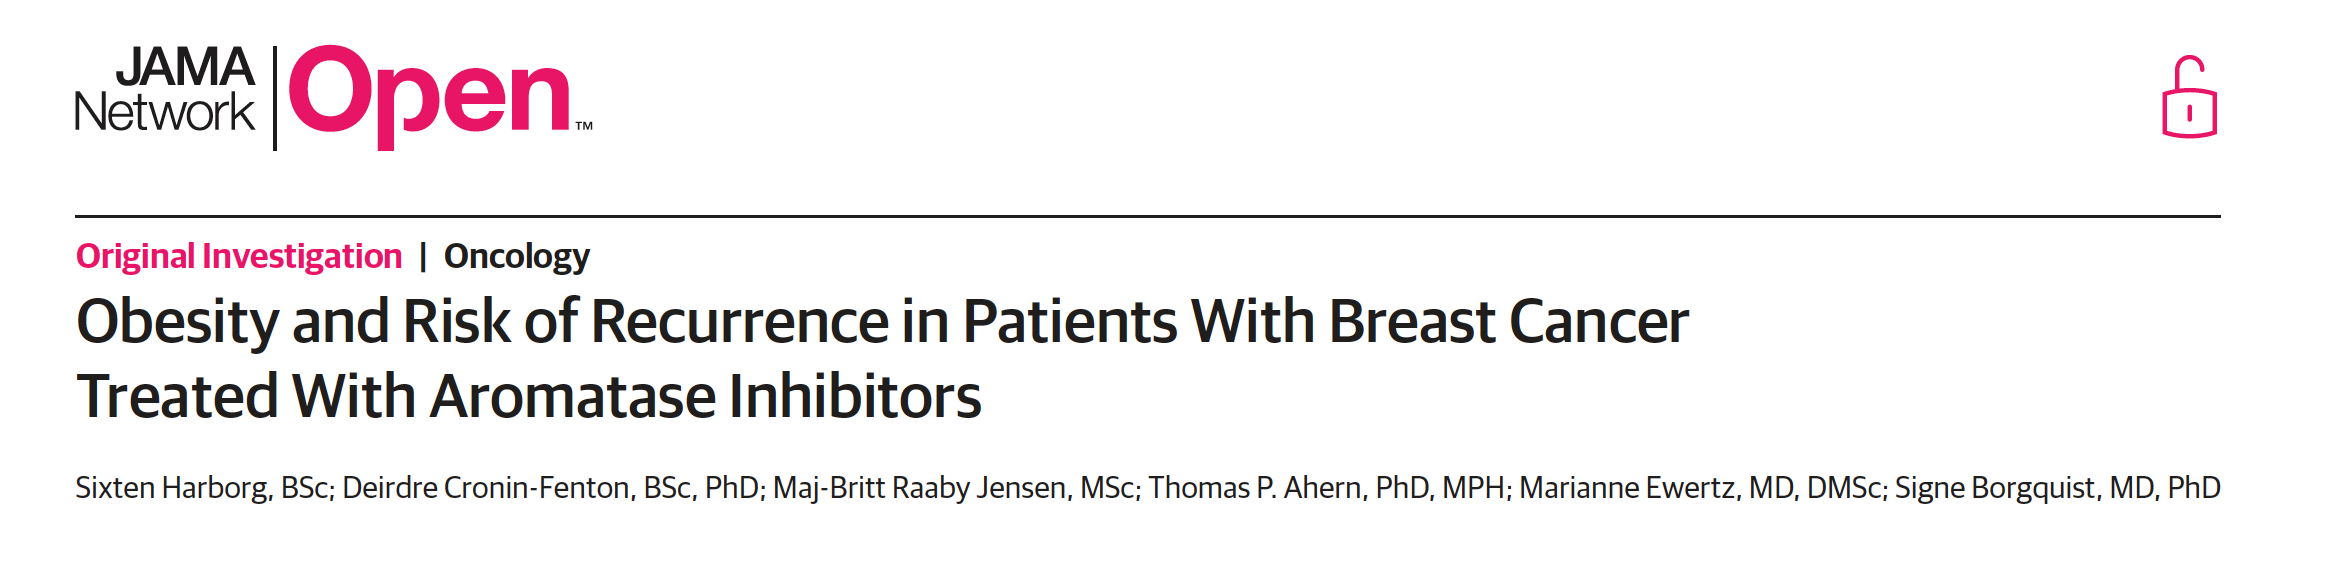 JAMA
Network | Open™
Original Investigation | Oncology
Obesity and Risk of Recurrence in Patients With Breast Cancer
Treated With Aromatase Inhibitors
Sixten Harborg, BSc; Deirdre Cronin-Fenton, BSc, PhD; Maj-Britt Raaby Jensen, MSc; Thomas P. Ahern, PhD, MPH; Marianne Ewertz, MD, DMSc; Signe Borgquist, MD, PhD